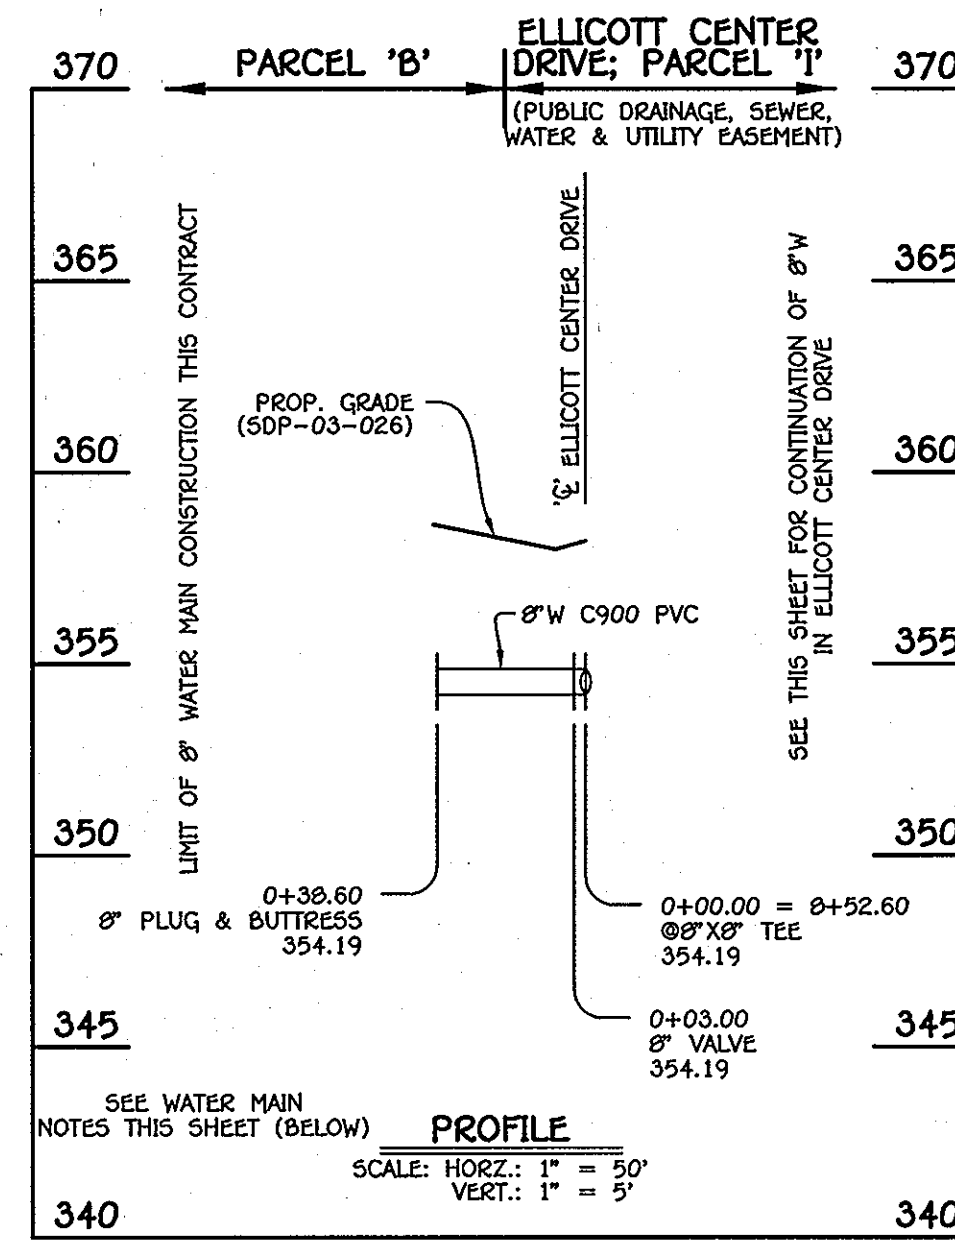 ELLICOTT CENTER
370 PARCEL 'B' DRIVE; PARCEL 'I' 370
(PUBLIC DRAINAGE, SEWER,
WATER & UTILITY EASEMENT)
LIMIT OF 8" WATER MAIN CONSTRUCTION THIS CONTRACT
℄ ELLICOTT CENTER DRIVE
SEE THIS SHEET FOR CONTINUATION OF 8"W
IN ELLICOTT CENTER DRIVE
365 365
PROP. GRADE
(SDP-03-026)
360 360
8"W C900 PVC
355 355
350 350
0+38.60
8" PLUG & BUTTRESS
354.19
0+00.00 = 8+52.60
@8"X8" TEE
354.19
0+03.00
8" VALVE
354.19
345 345
SEE WATER MAIN
NOTES THIS SHEET (BELOW)
PROFILE
SCALE: HORZ.: 1" = 50'
VERT.: 1" = 5'
340 340